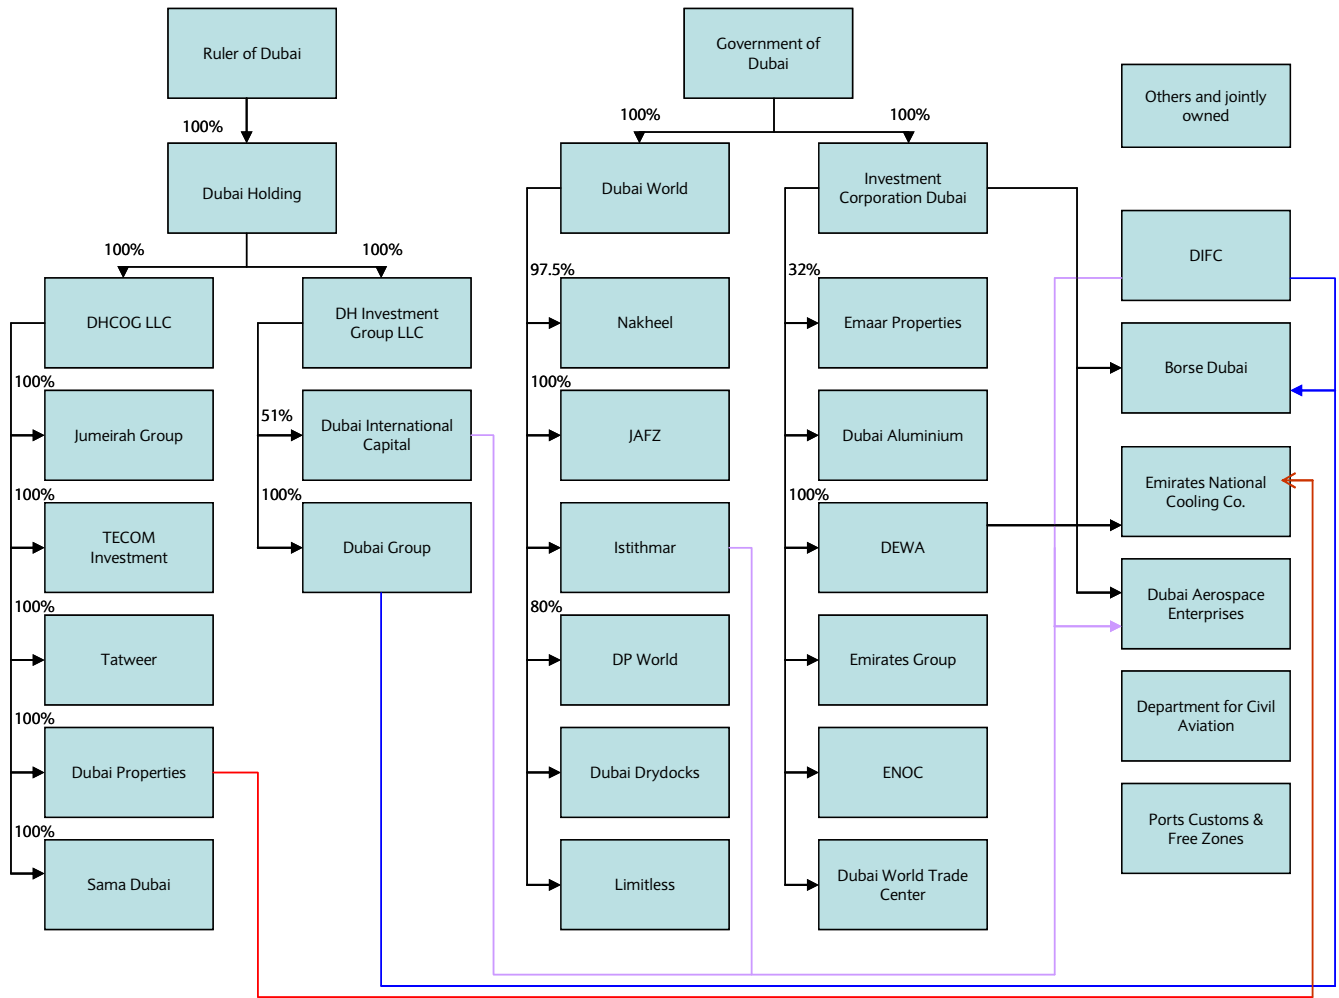 Ruler of Dubai
Government of
Dubai
Others and jointly
owned
100%
100%
100%
Dubai Holding
Dubai World
Investment
Corporation Dubai
100%
100%
DHCOG LLC
DH Investment
Group LLC
97.5%
Nakheel
32%
Emaar Properties
DIFC
Borse Dubai
100%
Jumeirah Group
51%
Dubai International
Capital
100%
JAFZ
Dubai Aluminium
Emirates National
Cooling Co.
100%
TECOM
Investment
100%
Dubai Group
Istithmar
100%
DEWA
Dubai Aerospace
Enterprises
100%
Tatweer
80%
DP World
Emirates Group
Department for Civil
Aviation
100%
Dubai Properties
Dubai Drydocks
ENOC
Ports Customs &
Free Zones
100%
Sama Dubai
Limitless
Dubai World Trade
Center